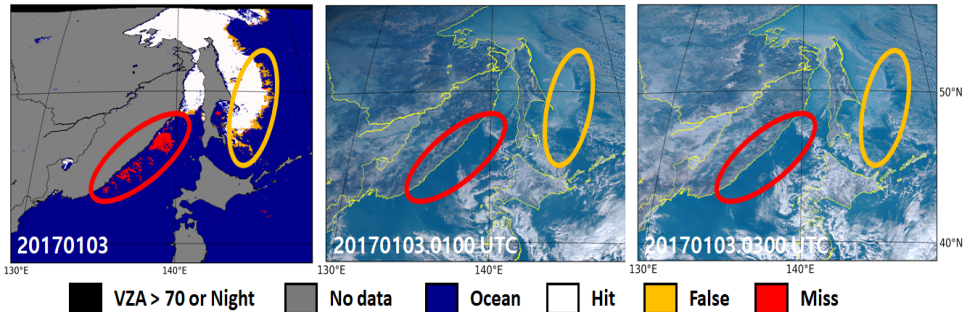 20170103
20170103.0100 UTC
20170103.0300 UTC
50°N
40°N
130°E
140°E
130°E
140°E
130°E
140°E
VZA > 70 or Night
No data
Ocean
Hit
False
Miss